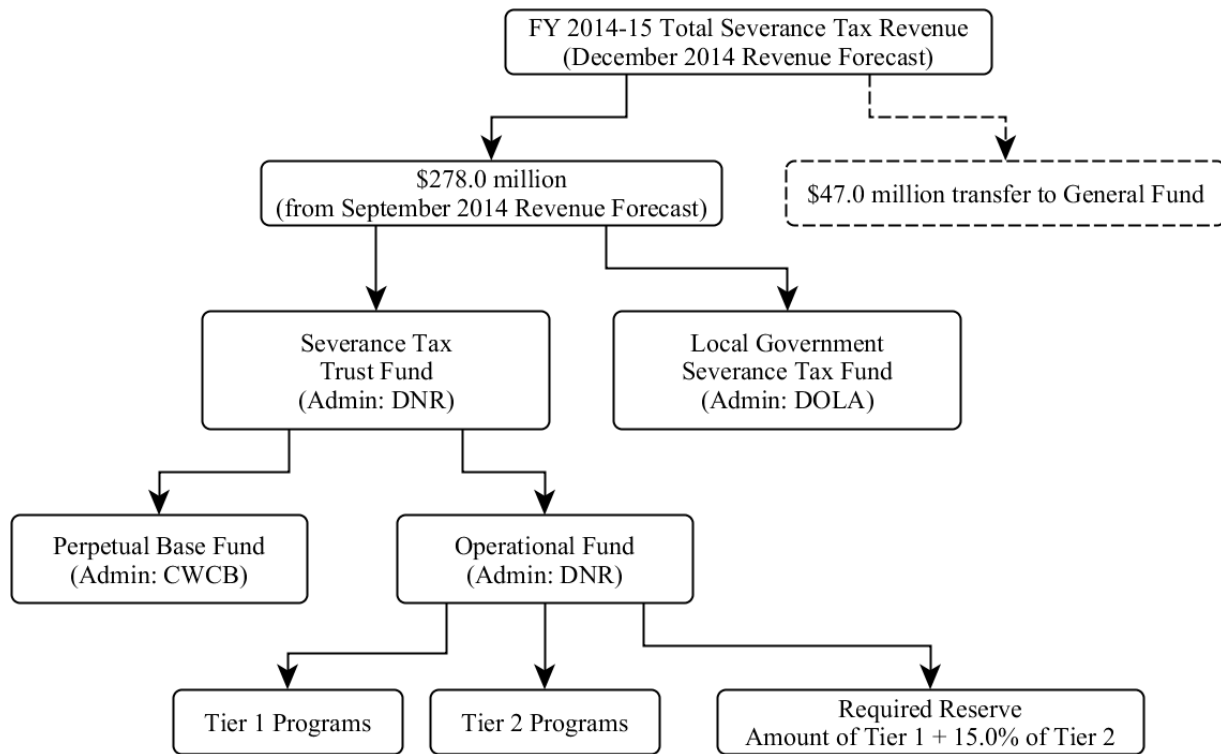 FY 2014-15 Total Severance Tax Revenue
(December 2014 Revenue Forecast)
$278.0 million
(from September 2014 Revenue Forecast)
$47.0 million transfer to General Fund
Severance Tax
Trust Fund
(Admin: DNR)
Local Government
Severance Tax Fund
(Admin: DOLA)
Perpetual Base Fund
(Admin: CWCB)
Operational Fund
(Admin: DNR)
Tier 1 Programs
Tier 2 Programs
Required Reserve
Amount of Tier 1 + 15.0% of Tier 2